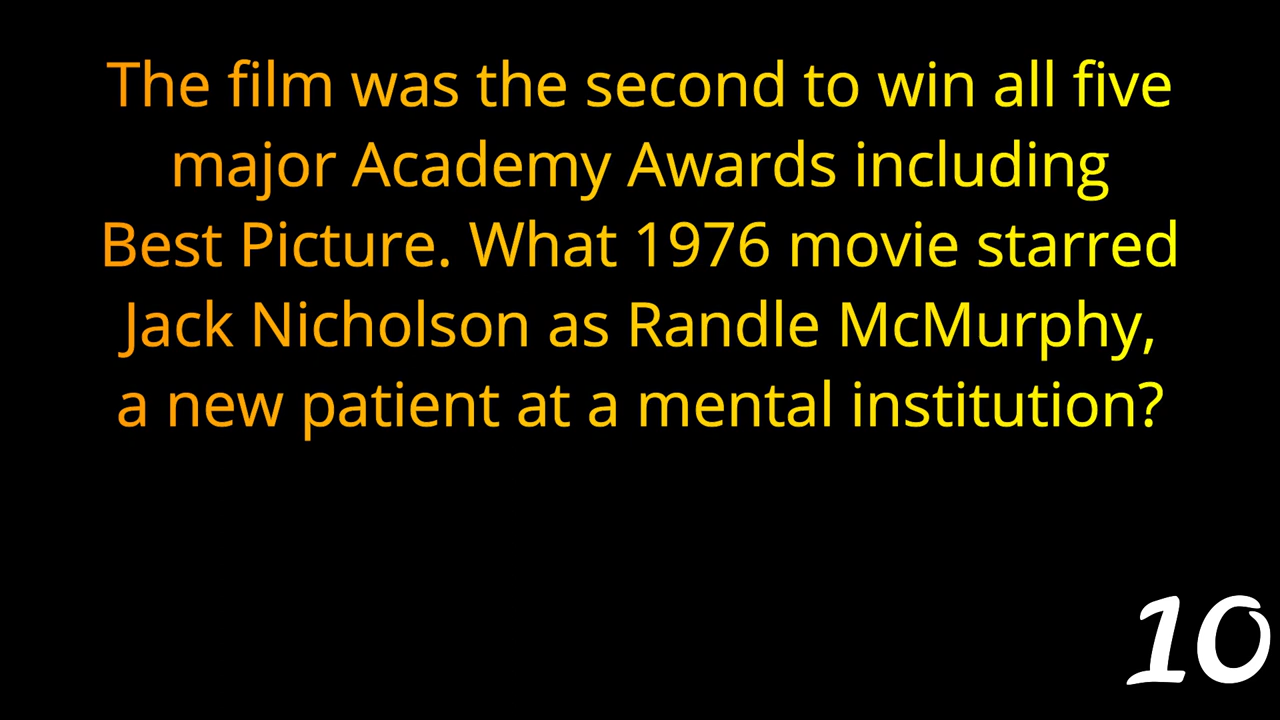 The film was the second to win all five
major Academy Awards including
Best Picture. What 1976 movie starred
Jack Nicholson as Randle McMurphy,
a new patient at a mental institution?
10